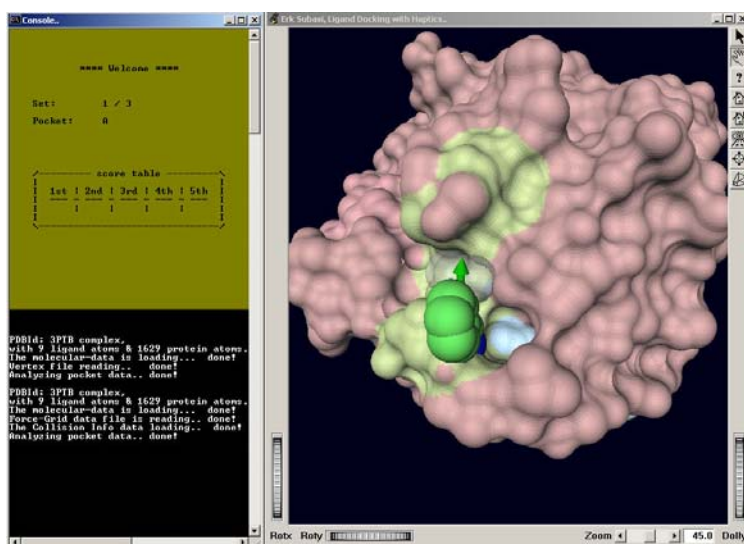 Console..
**** Welcome ****
Set: 1 / 3
Pocket: A
score table
1st | 2nd | 3rd | 4th | 5th
PDBId: 3PTB complex,
with 9 ligand atoms & 1629 protein atoms.
The molecular-data is loading... done!
Vertex file reading.. done!
Analyzing pocket data.. done!
PDBId: 3PTB complex,
with 9 ligand atoms & 1629 protein atoms.
The molecular-data is loading... done!
Force-Grid data file is reading.. done!
The Collision Info data loading.. done!
Analyzing pocket data.. done!
Erk Subasi, Ligand Docking with Haptics..
?
Rotx Roty Zoom 45.0 Dolly